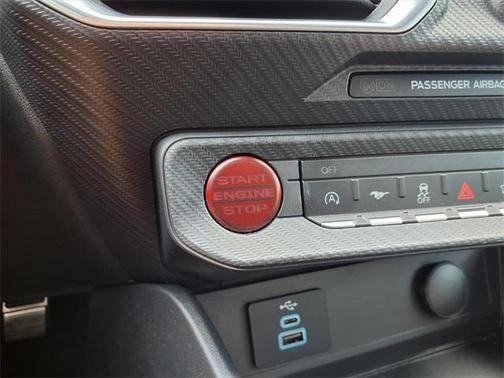 PASSENGER AIRBAG
OFF
START
ENGINE
STOP
A
OFF